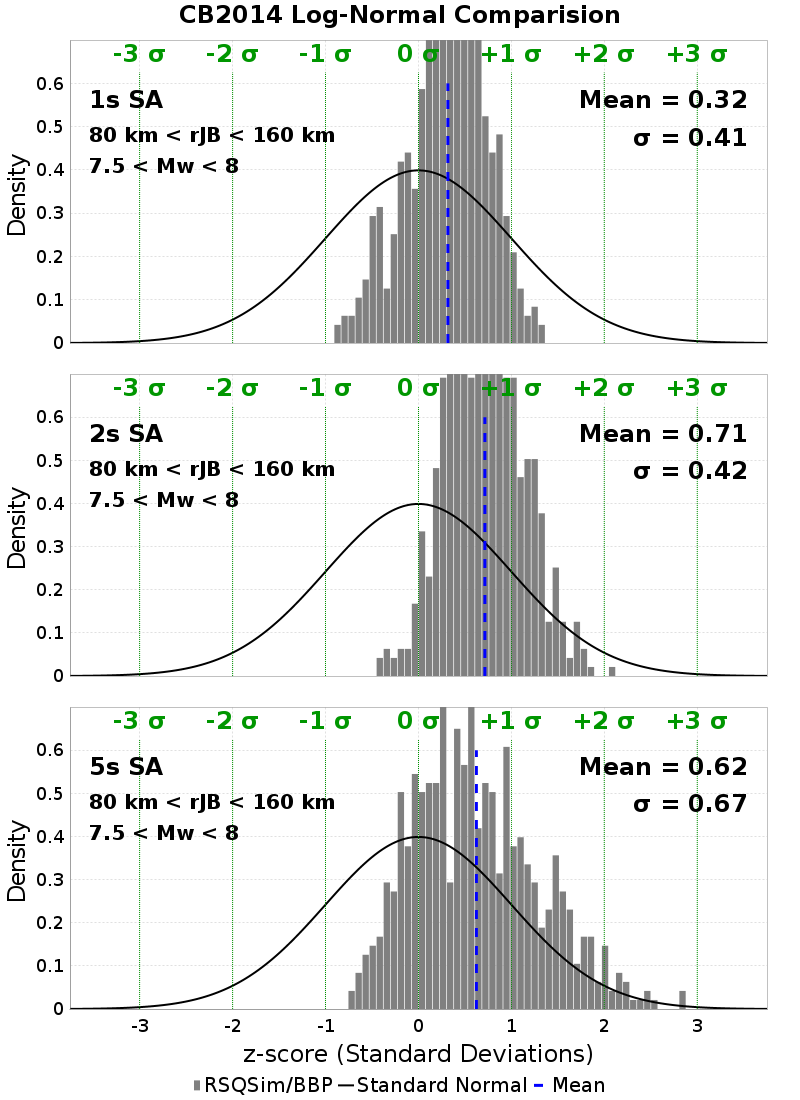 CB2014 Log-Normal Comparision
-3 σ -2 σ -1 σ 0 σ +1 σ +2 σ +3 σ
1s SA
80 km < rJB < 160 km
7.5 < Mw < 8
Mean = 0.32
σ = 0.41
Density
0.6
0.5
0.4
0.3
0.2
0.1
0
-3 σ -2 σ -1 σ 0 σ +1 σ +2 σ +3 σ
2s SA
80 km < rJB < 160 km
7.5 < Mw < 8
Mean = 0.71
σ = 0.42
Density
0.6
0.5
0.4
0.3
0.2
0.1
0
-3 σ -2 σ -1 σ 0 σ +1 σ +2 σ +3 σ
5s SA
80 km < rJB < 160 km
7.5 < Mw < 8
Mean = 0.62
σ = 0.67
Density
0.6
0.5
0.4
0.3
0.2
0.1
0
-3 -2 -1 0 1 2 3
z-score (Standard Deviations)
RSQSim/BBP Standard Normal Mean